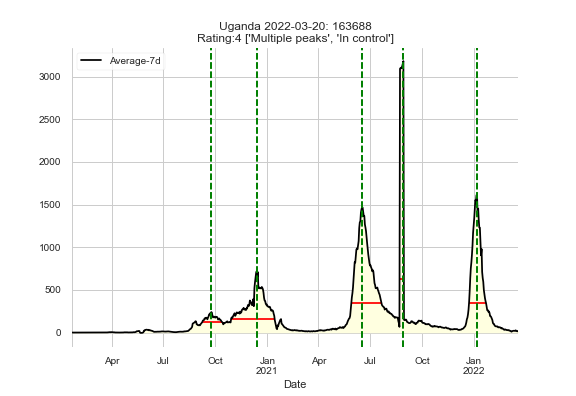 Uganda 2022-03-20: 163688
Rating:4 ['Multiple peaks', 'In control']
Average-7d
3000
2500
2000
1500
1000
500
0
Apr Jul Oct Jan Apr Jul Oct Jan
2021 2022
Date